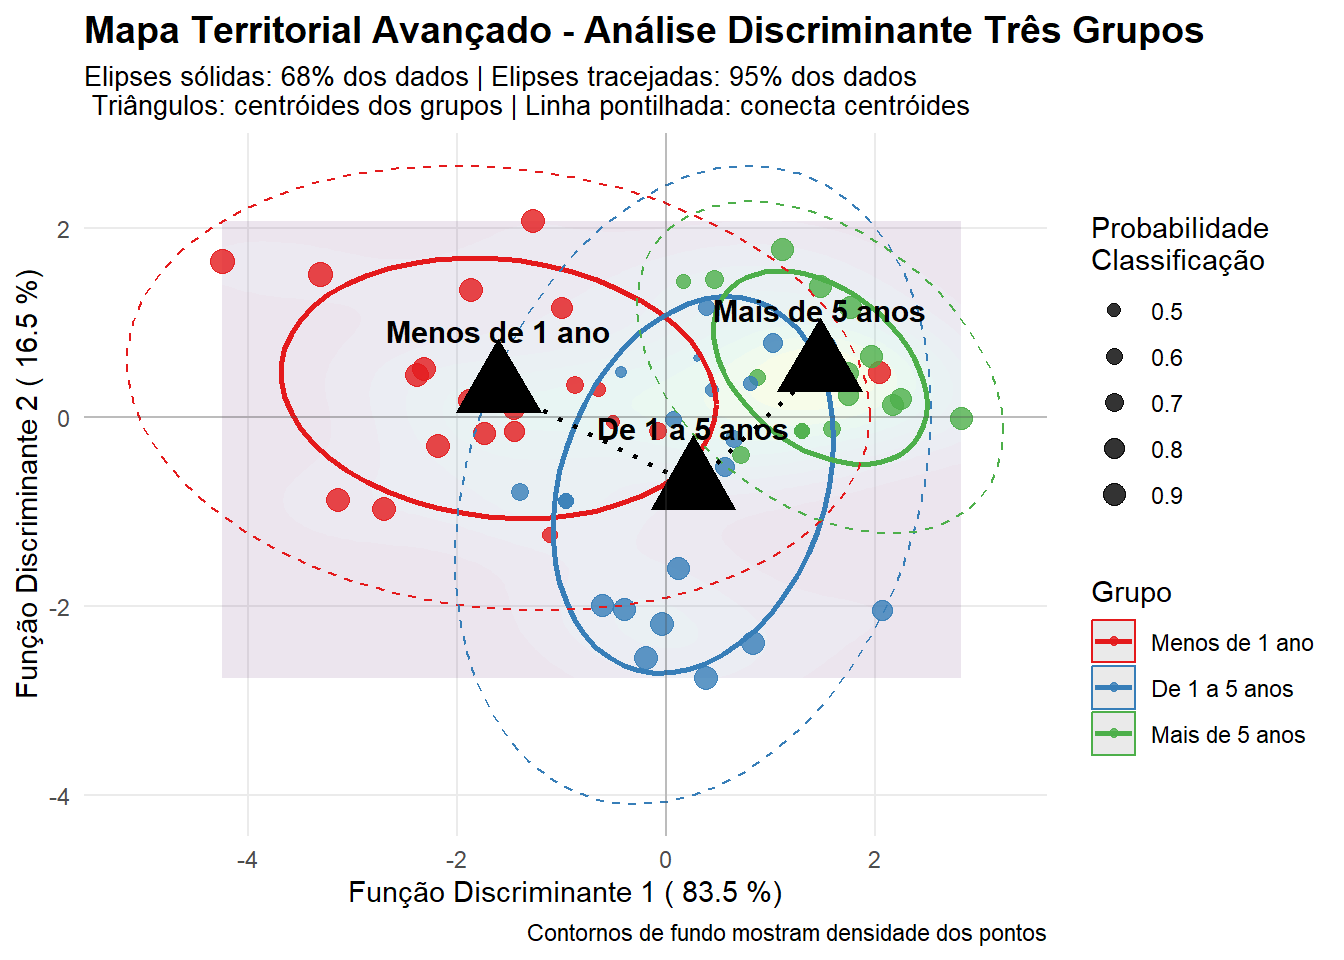 Mapa Territorial Avançado - Análise Discriminante Três Grupos
Elipses sólidas: 68% dos dados | Elipses tracejadas: 95% dos dados
Triângulos: centróides dos grupos | Linha pontilhada: conecta centróides
Função Discriminante 2 ( 16.5 %)
2
0
-2
-4
Menos de 1 ano
De 1 a 5 anos
Mais de 5 anos
-4
-2
0
2
Função Discriminante 1 ( 83.5 %)
Contornos de fundo mostram densidade dos pontos
Probabilidade
Classificação
0.5
0.6
0.7
0.8
0.9
Grupo
Menos de 1 ano
De 1 a 5 anos
Mais de 5 anos